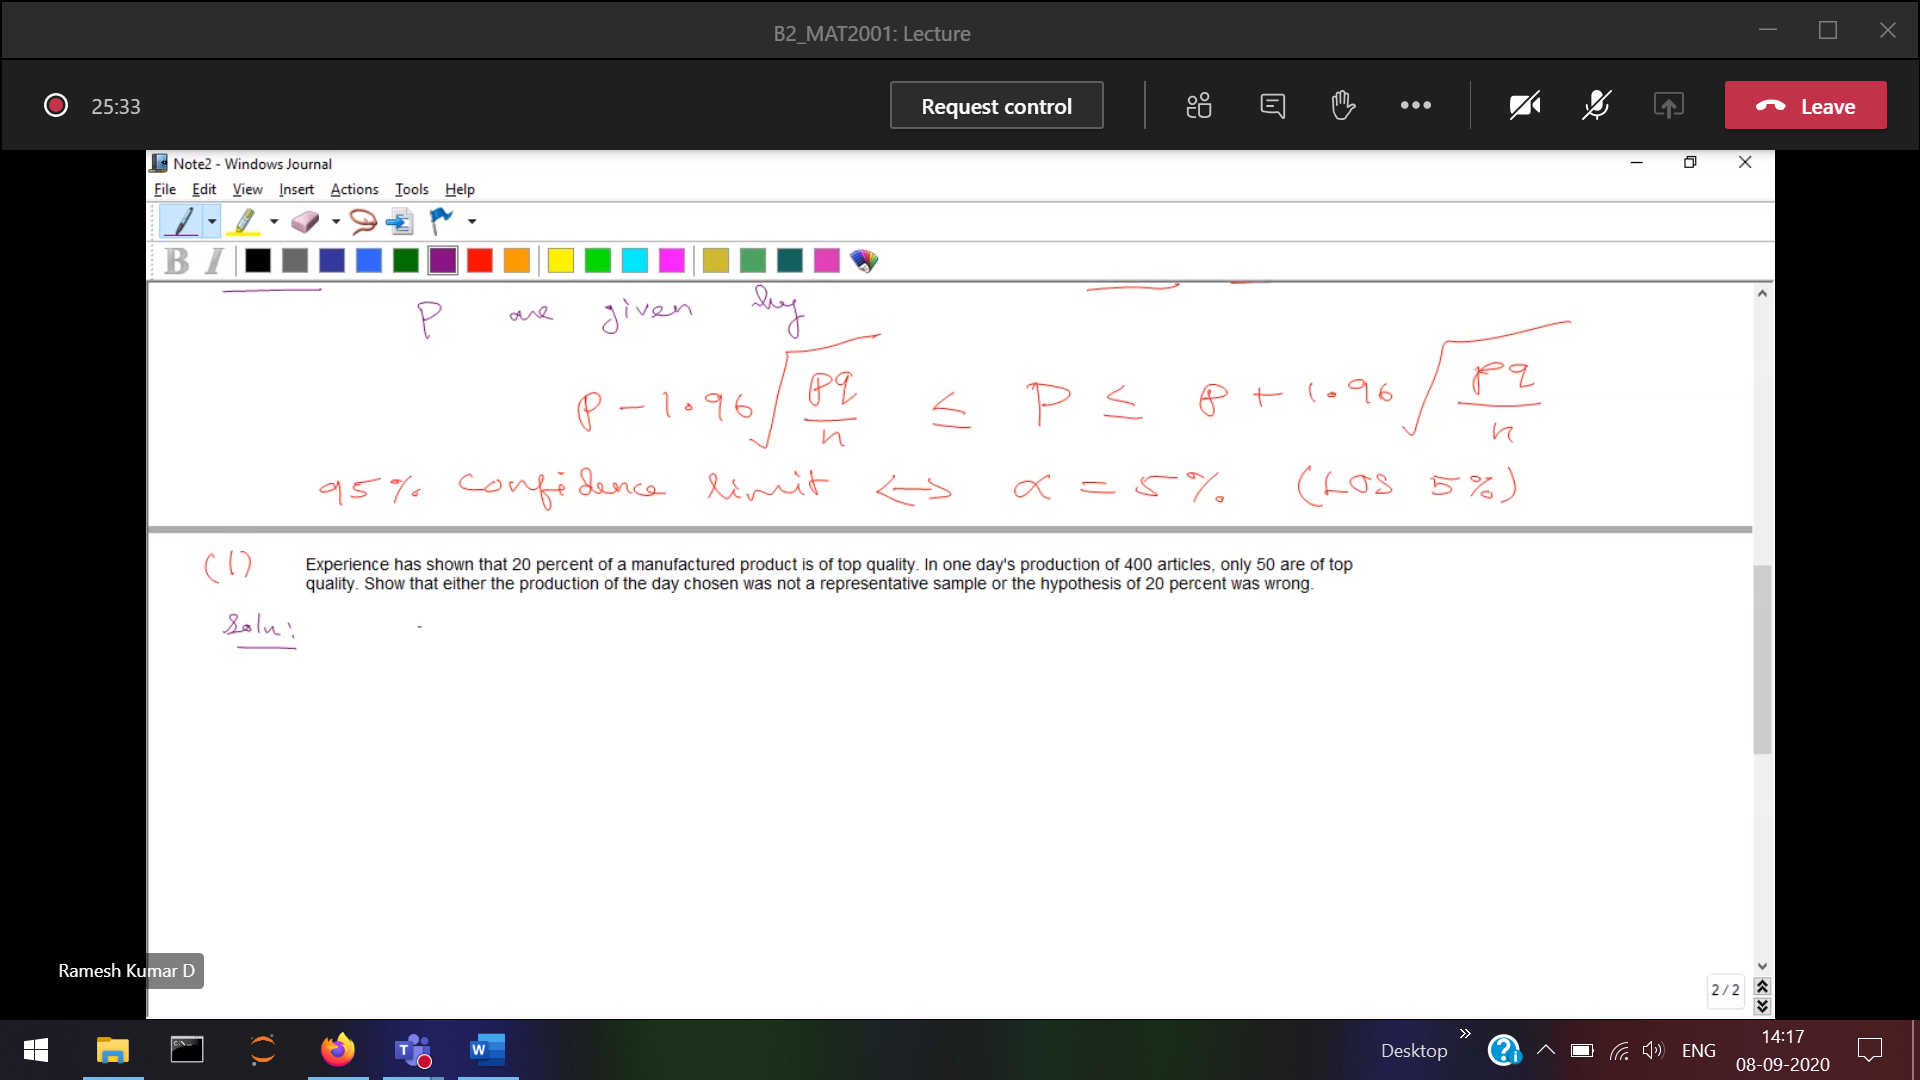 B2_MAT2001: Lecture
25:33
Request control
Leave
Note2 - Windows Journal
File Edit View Insert Actions Tools Help
B I
P are given by
p - 1.96 √(pq/n) ≤ P ≤ p + 1.96 √(pq/n)
95% confidence limit ⟷ α = 5% (LOS 5%)
(1) Experience has shown that 20 percent of a manufactured product is of top quality. In one day's production of 400 articles, only 50 are of top
quality. Show that either the production of the day chosen was not a representative sample or the hypothesis of 20 percent was wrong.
Soln:
Ramesh Kumar D
2 / 2
Desktop
ENG
14:17
08-09-2020